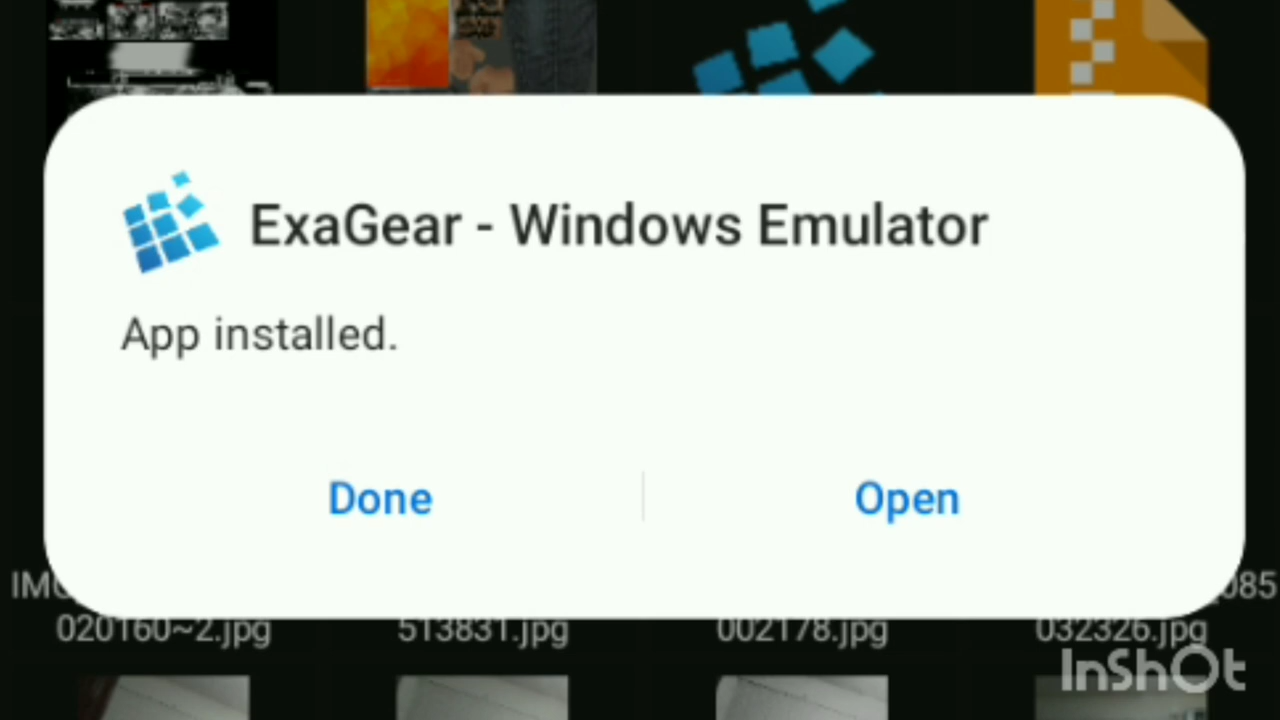 ExaGear - Windows Emulator
App installed.
Done
Open
020160~2.jpg
513831.jpg
002178.jpg
032326.jpg
InShOt